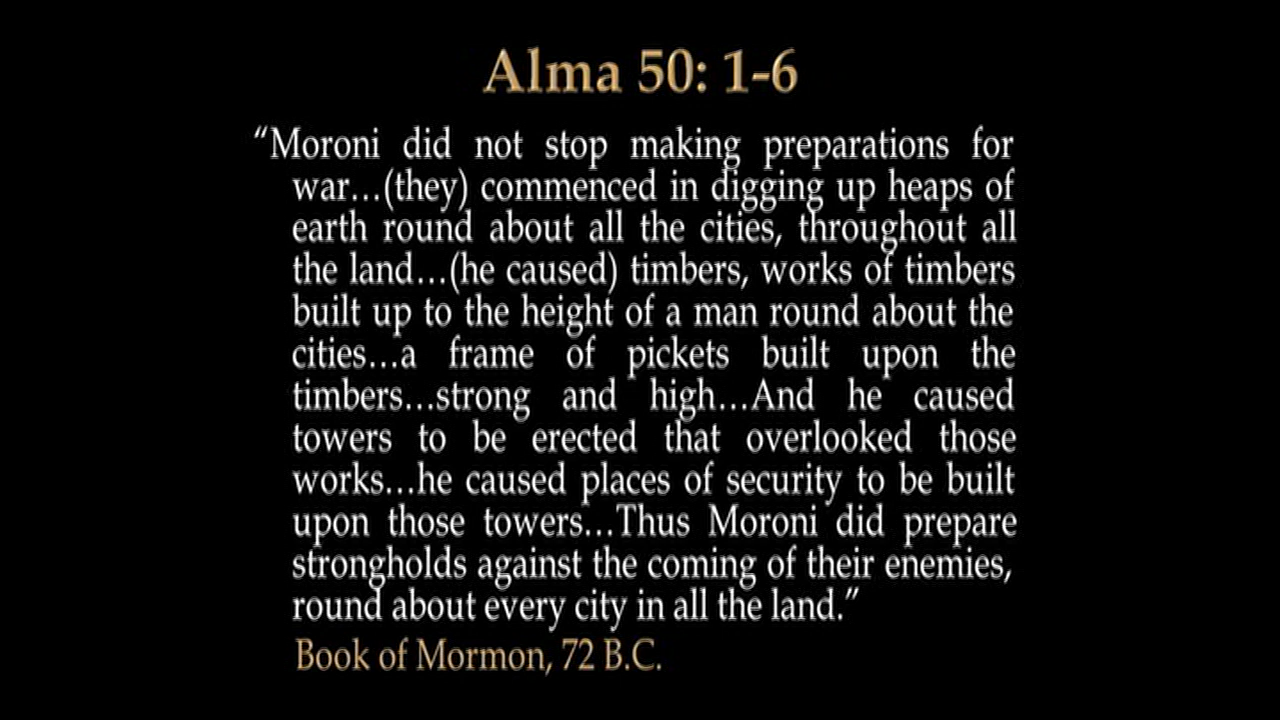 Alma 50: 1-6
“Moroni did not stop making preparations for
war…(they) commenced in digging up heaps of
earth round about all the cities, throughout all
the land…(he caused) timbers, works of timbers
built up to the height of a man round about the
cities…a frame of pickets built upon the
timbers…strong and high…And he caused
towers to be erected that overlooked those
works…he caused places of security to be built
upon those towers…Thus Moroni did prepare
strongholds against the coming of their enemies,
round about every city in all the land.”
Book of Mormon, 72 B.C.